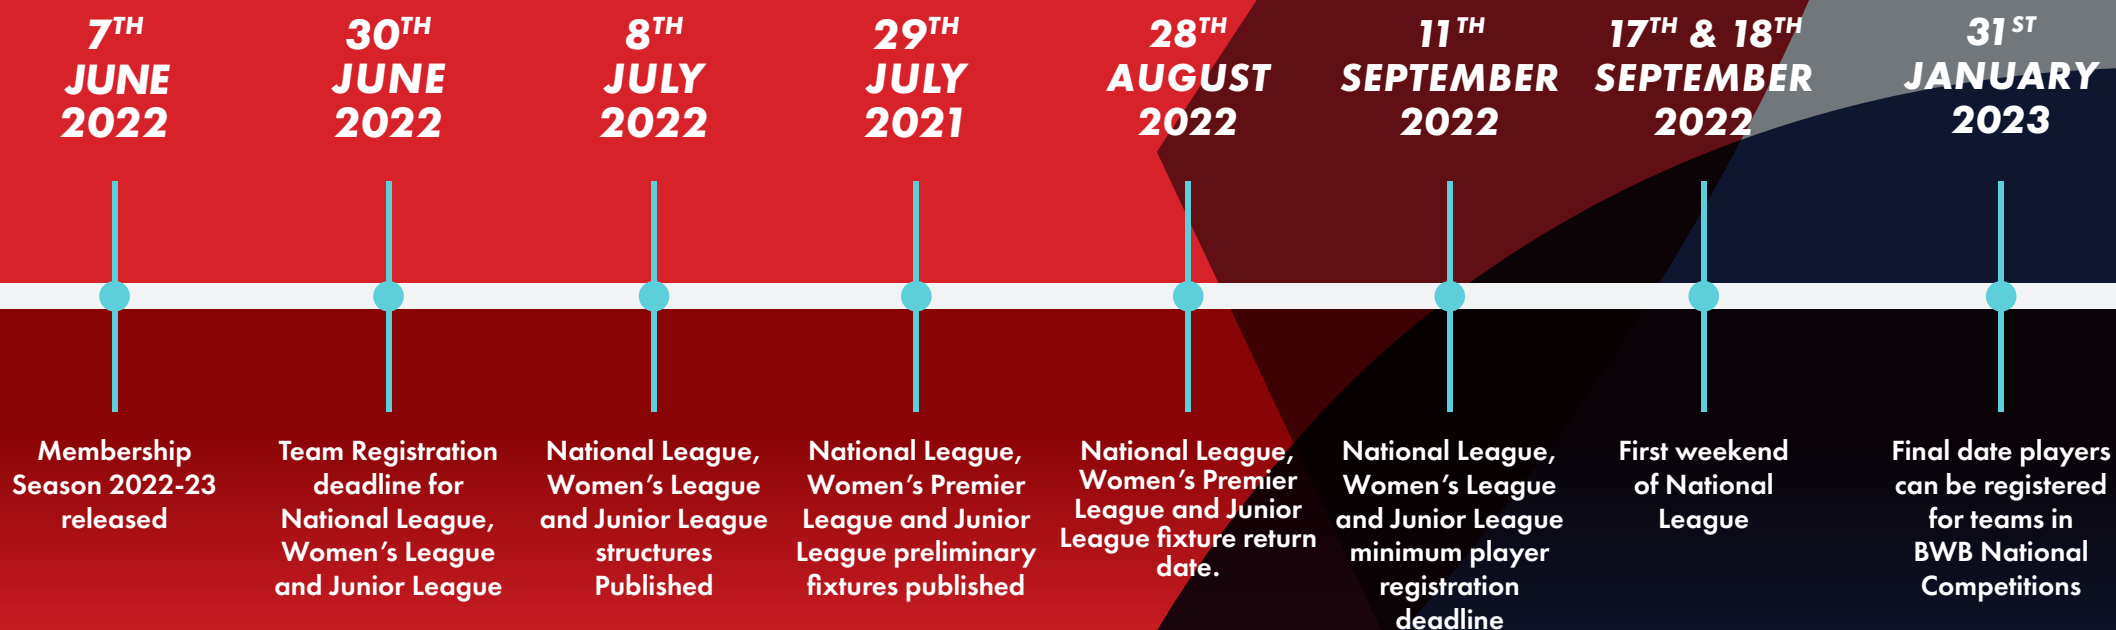 7TH
JUNE
2022
30TH
JUNE
2022
8TH
JULY
2022
29TH
JULY
2021
28TH
AUGUST
2022
11TH
SEPTEMBER
2022
17TH & 18TH
SEPTEMBER
2022
31ST
JANUARY
2023
Membership
Season 2022-23
released
Team Registration
deadline for
National League,
Women's League
and Junior League
National League,
Women's League
and Junior League
structures
Published
National League,
Women's Premier
League and Junior
League preliminary
fixtures published
National League,
Women's Premier
League and Junior
League fixture return
date.
National League,
Women's League
and Junior League
minimum player
registration
deadline
First weekend
of National
League
Final date players
can be registered
for teams in
BWB National
Competitions